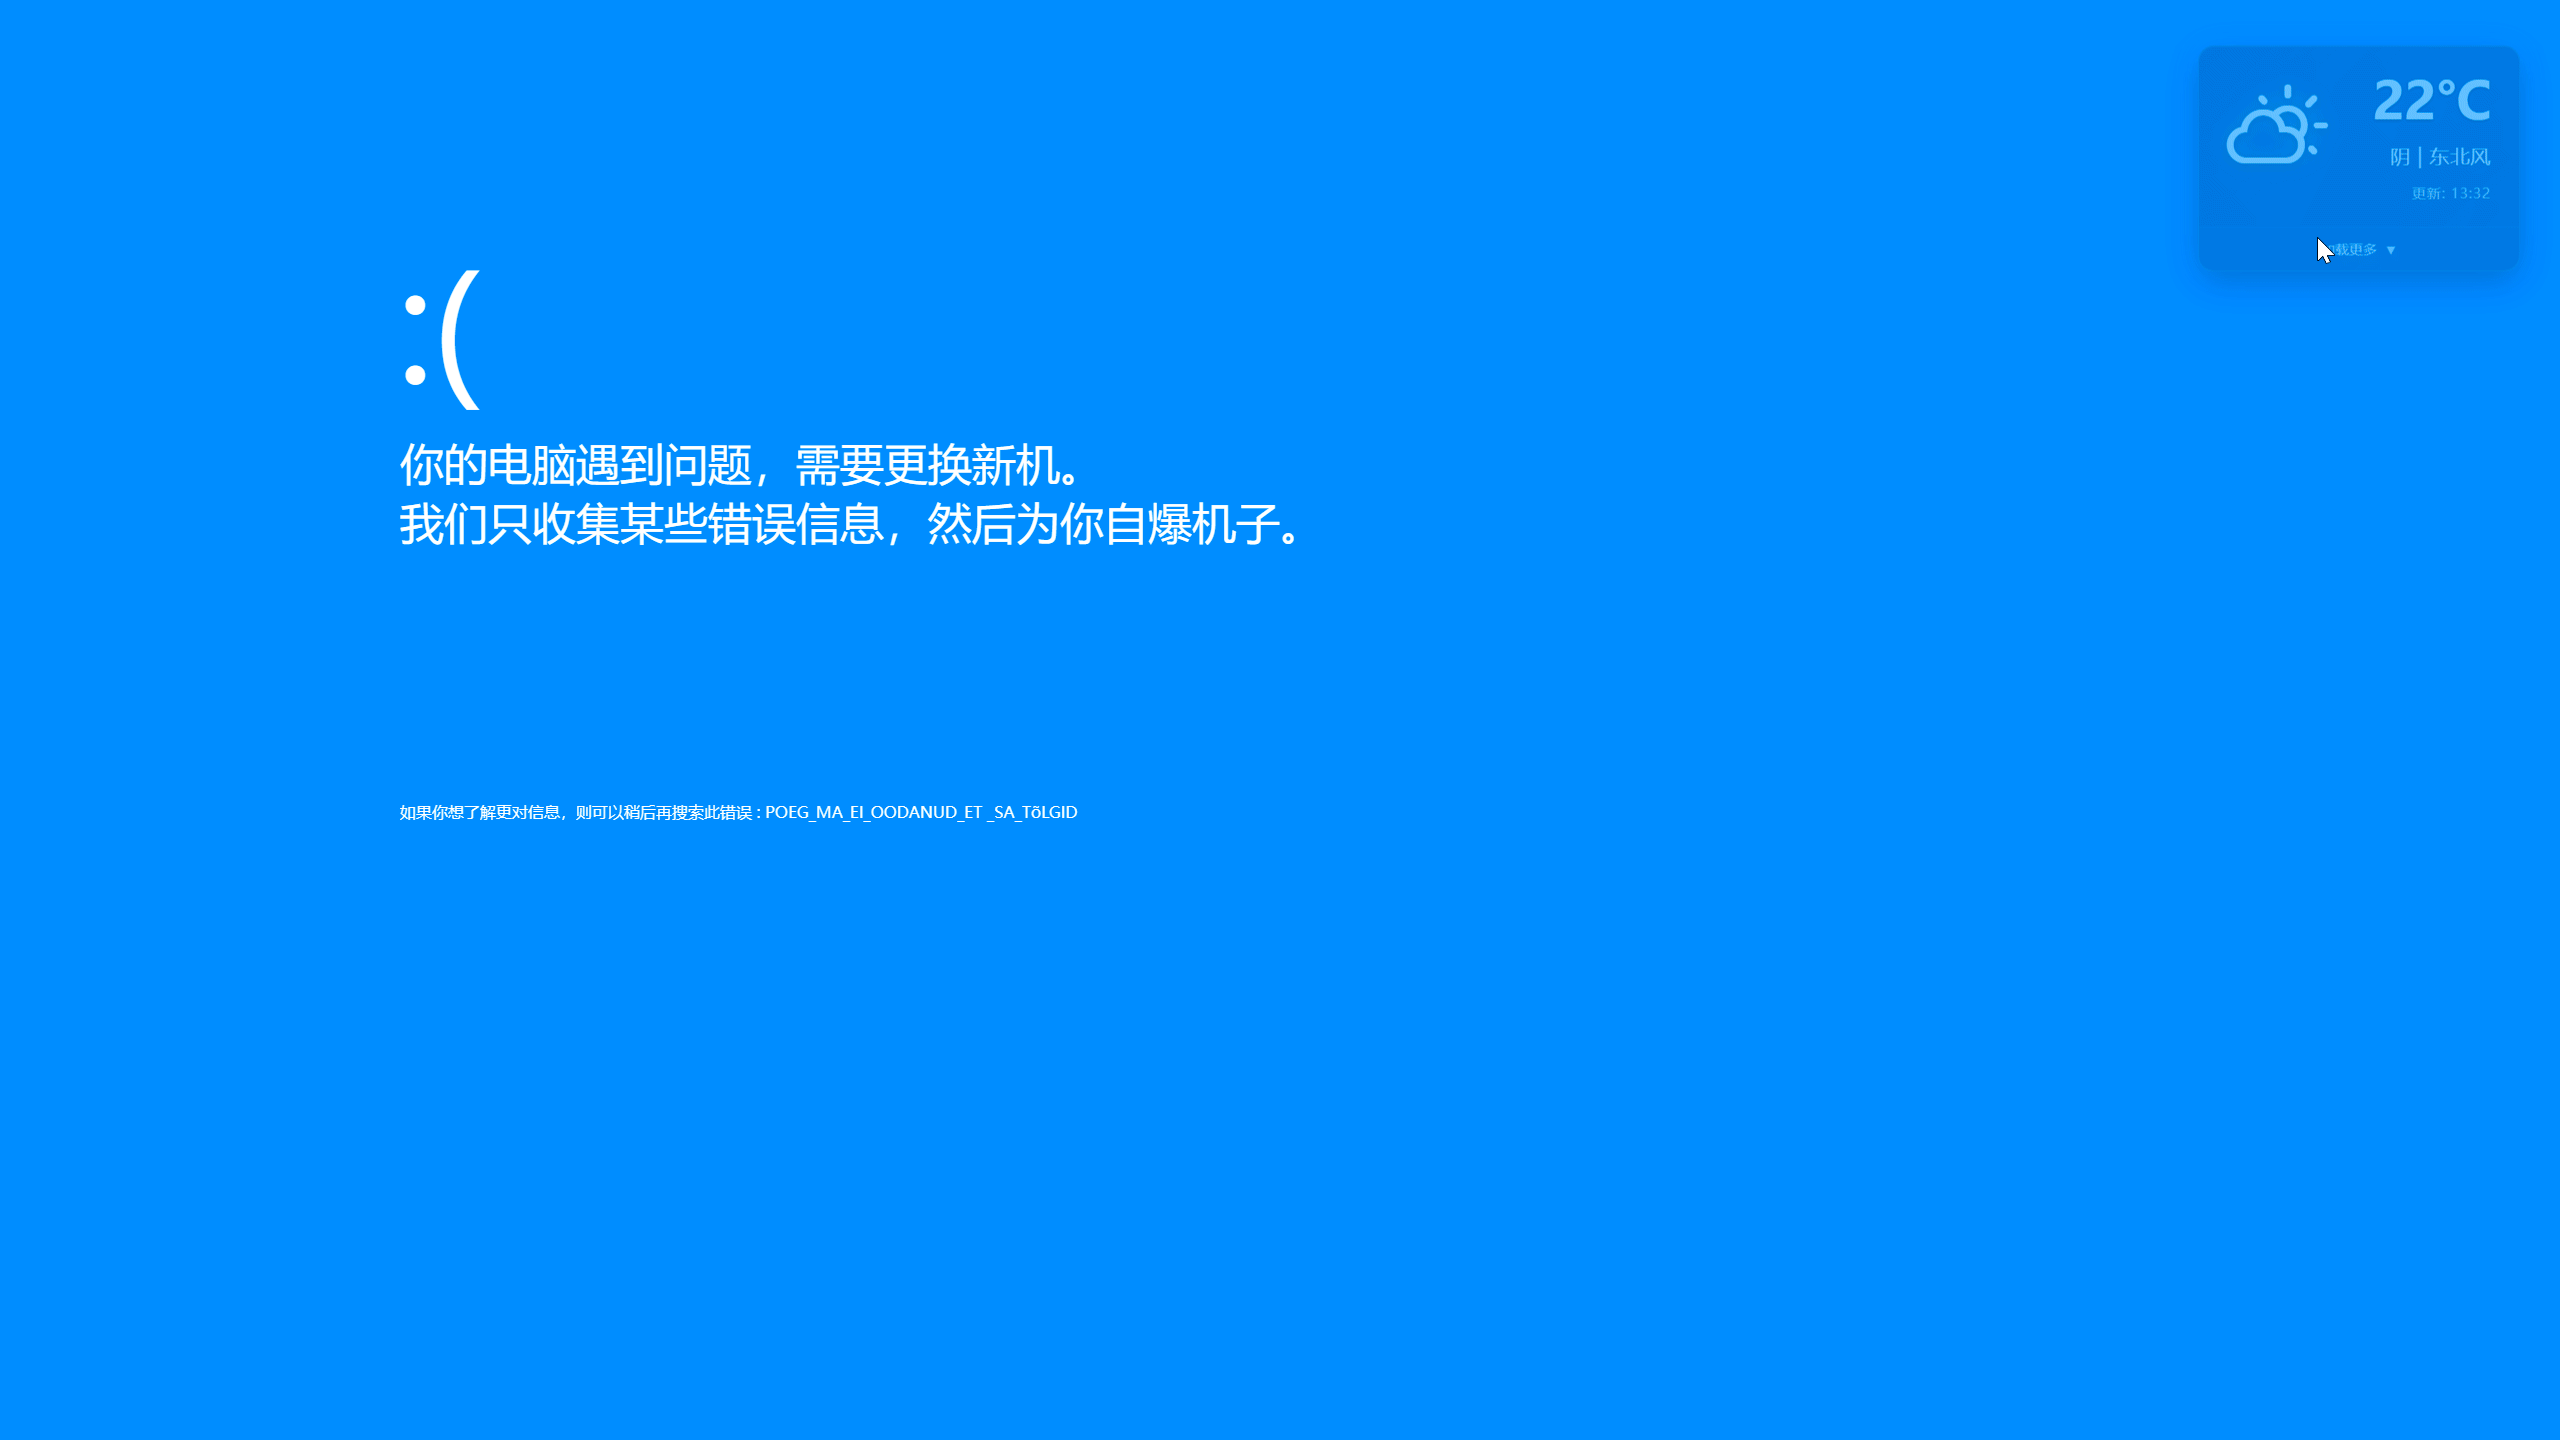 22°C
阴 | 东北风
更新: 13:32
载更多 ▼
:(
你的电脑遇到问题，需要更换新机。
我们只收集某些错误信息，然后为你自爆机子。
如果你想了解更对信息，则可以稍后再搜索此错误 : POEG_MA_EI_OODANUD_ET _SA_TõLGID